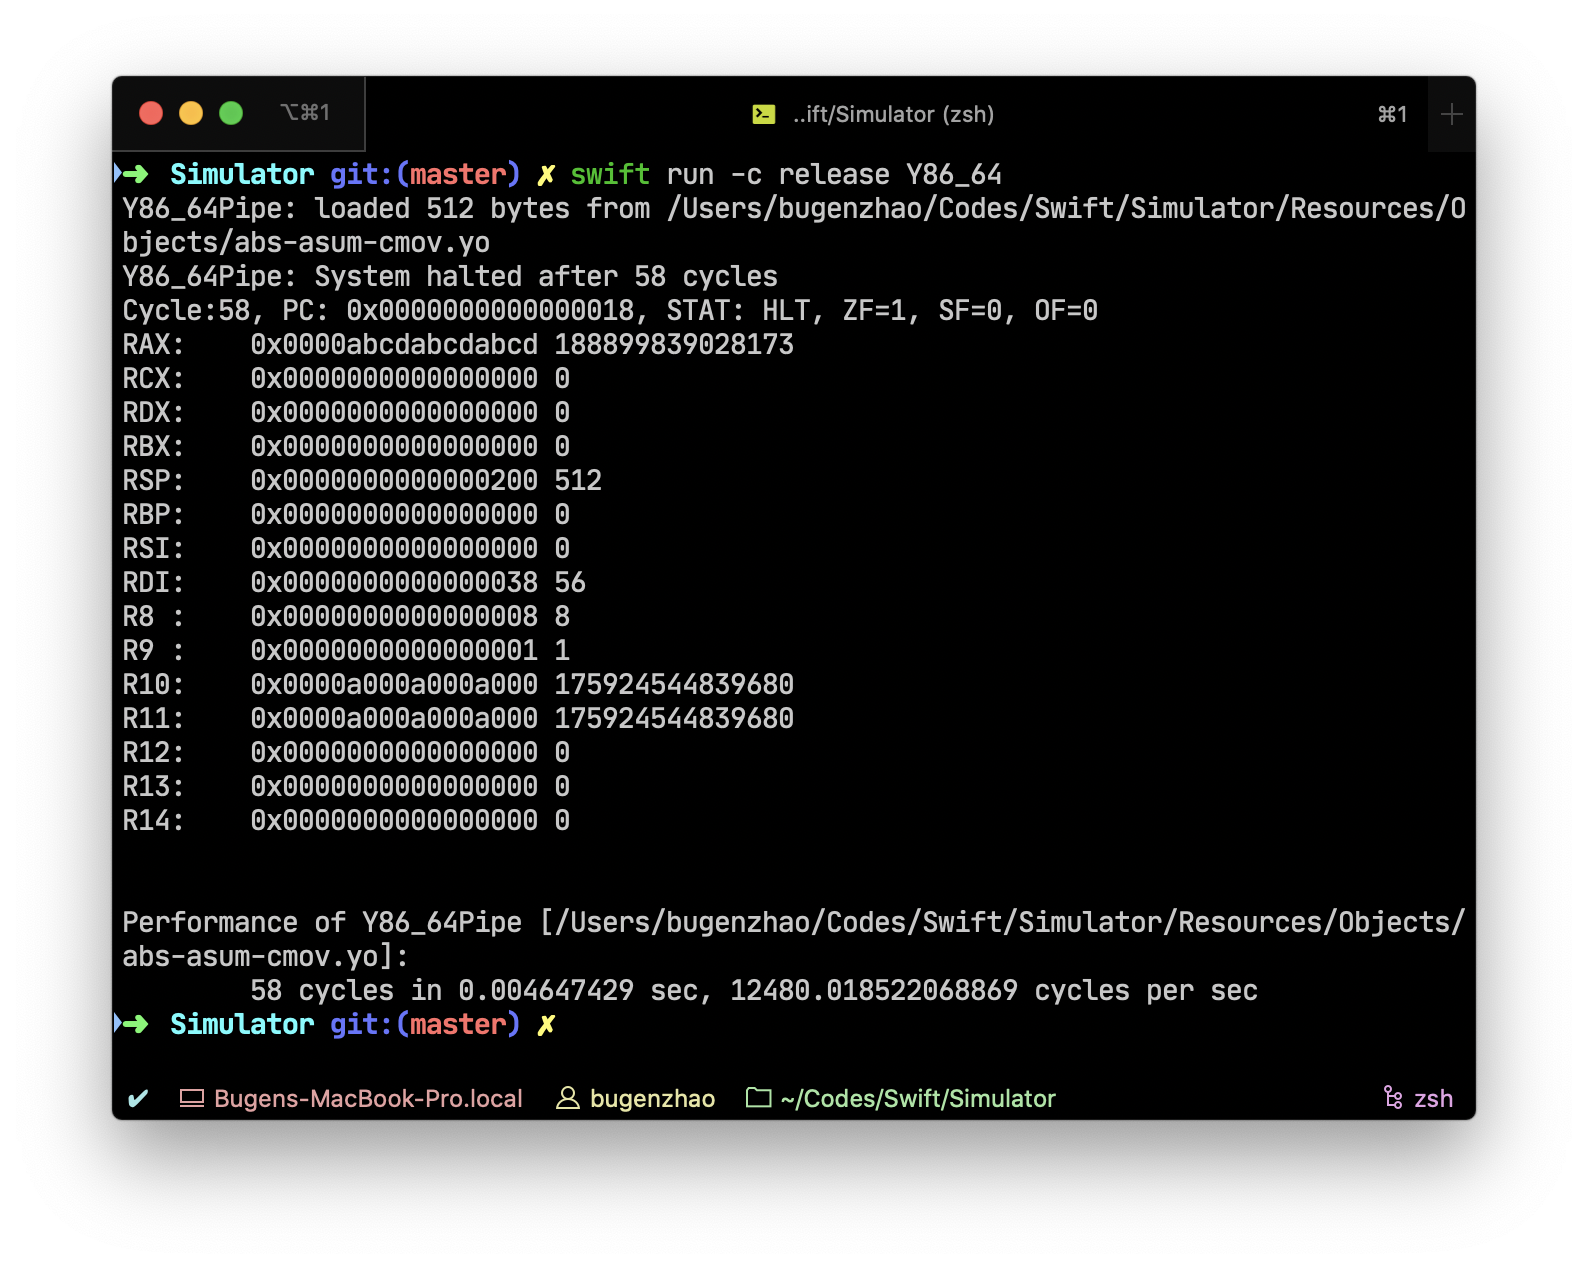 ⌥⌘1 ..ift/Simulator (zsh) ⌘1
➜ Simulator git:(master) ✗ swift run -c release Y86_64
Y86_64Pipe: loaded 512 bytes from /Users/bugenzhao/Codes/Swift/Simulator/Resources/O
bjects/abs-asum-cmov.yo
Y86_64Pipe: System halted after 58 cycles
Cycle:58, PC: 0x0000000000000018, STAT: HLT, ZF=1, SF=0, OF=0
RAX:    0x0000abcdabcdabcd 188899839028173
RCX:    0x0000000000000000 0
RDX:    0x0000000000000000 0
RBX:    0x0000000000000000 0
RSP:    0x0000000000000200 512
RBP:    0x0000000000000000 0
RSI:    0x0000000000000000 0
RDI:    0x0000000000000038 56
R8 :    0x0000000000000008 8
R9 :    0x0000000000000001 1
R10:    0x0000a000a000a000 175924544839680
R11:    0x0000a000a000a000 175924544839680
R12:    0x0000000000000000 0
R13:    0x0000000000000000 0
R14:    0x0000000000000000 0
Performance of Y86_64Pipe [/Users/bugenzhao/Codes/Swift/Simulator/Resources/Objects/
abs-asum-cmov.yo]:
58 cycles in 0.004647429 sec, 12480.018522068869 cycles per sec
➜ Simulator git:(master) ✗
✔ Bugens-MacBook-Pro.local bugenzhao ~/Codes/Swift/Simulator zsh